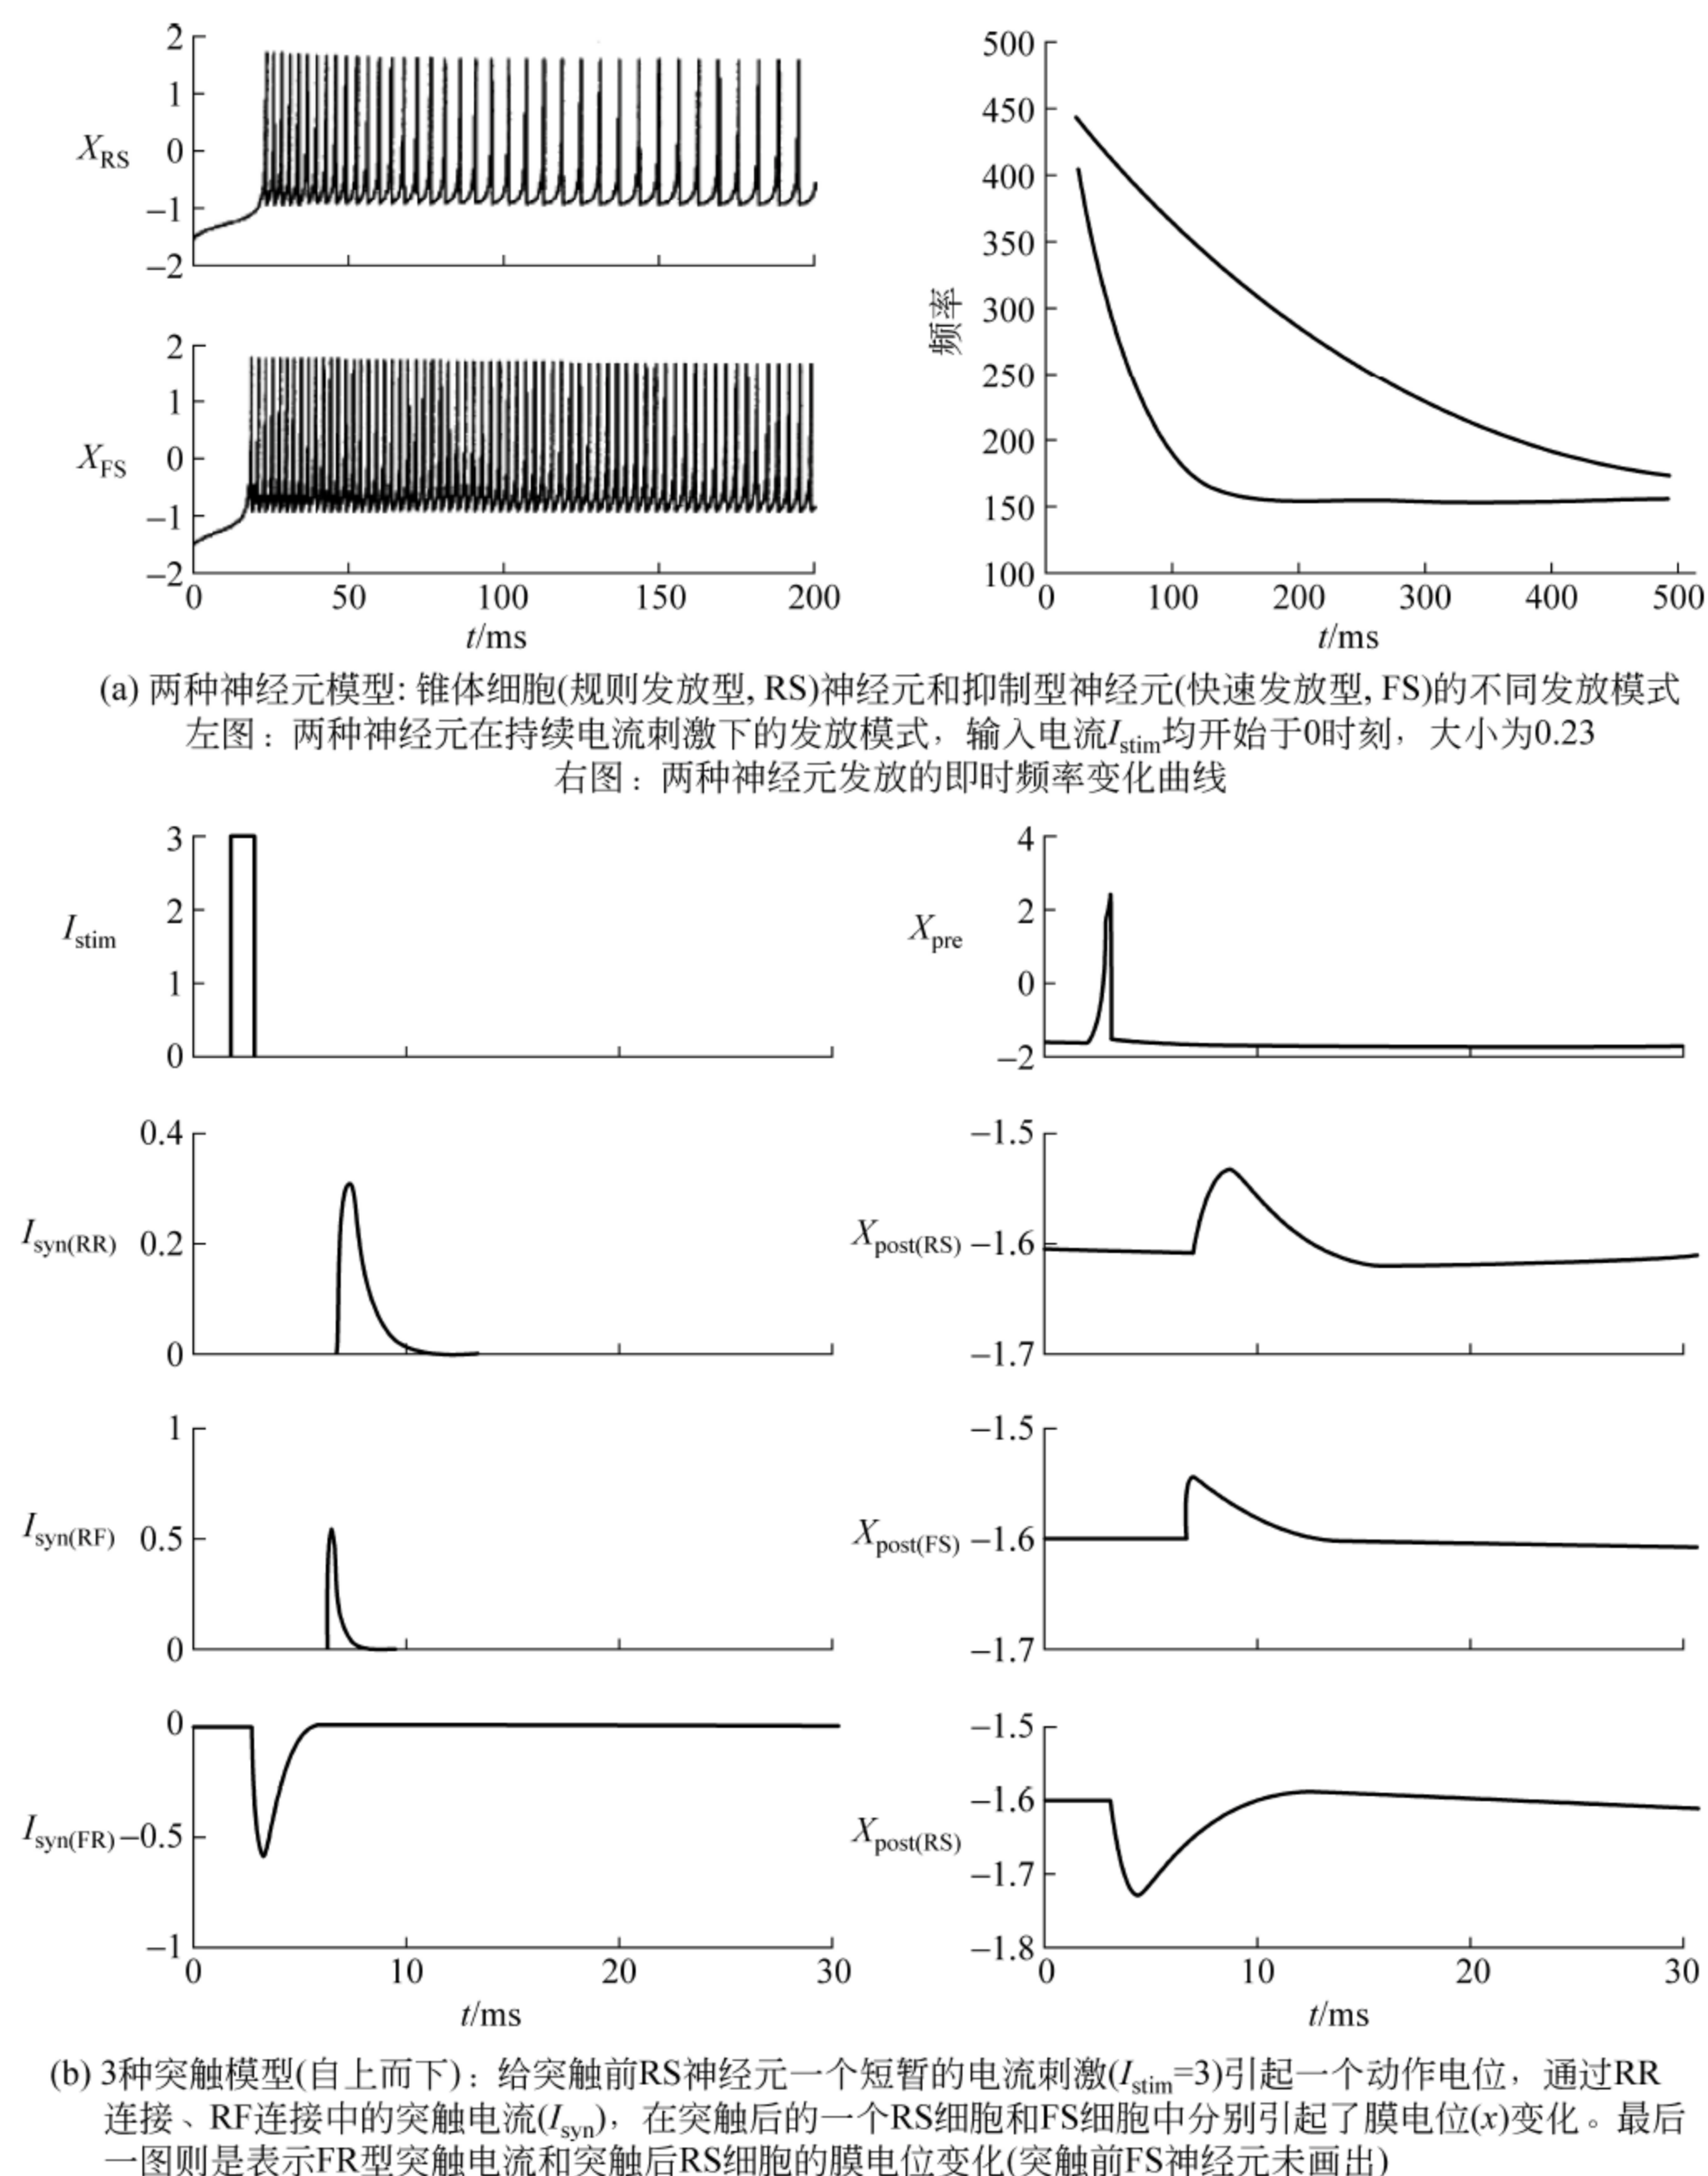 2
1
0
−1
−2
X_RS
2
1
0
−1
−2
X_FS
0 50 100 150 200
t/ms
500
450
400
350
300
250
200
150
100
频率
0 100 200 300 400 500
t/ms
(a) 两种神经元模型: 锥体细胞(规则发放型, RS)神经元和抑制型神经元(快速发放型, FS)的不同发放模式
左图：两种神经元在持续电流刺激下的发放模式，输入电流I_stim均开始于0时刻，大小为0.23
右图：两种神经元发放的即时频率变化曲线
3
2
1
0
I_stim
4
2
0
−2
X_pre
0.4
0.2
0
I_syn(RR)
−1.5
−1.6
−1.7
X_post(RS)
1
0.5
0
I_syn(RF)
−1.5
−1.6
−1.7
X_post(FS)
0
−0.5
−1
I_syn(FR)
0 10 20 30
t/ms
−1.5
−1.6
−1.7
−1.8
X_post(RS)
0 10 20 30
t/ms
(b) 3种突触模型(自上而下)：给突触前RS神经元一个短暂的电流刺激(I_stim=3)引起一个动作电位，通过RR
连接、RF连接中的突触电流(I_syn)，在突触后的一个RS细胞和FS细胞中分别引起了膜电位(x)变化。最后
一图则是表示FR型突触电流和突触后RS细胞的膜电位变化(突触前FS神经元未画出)